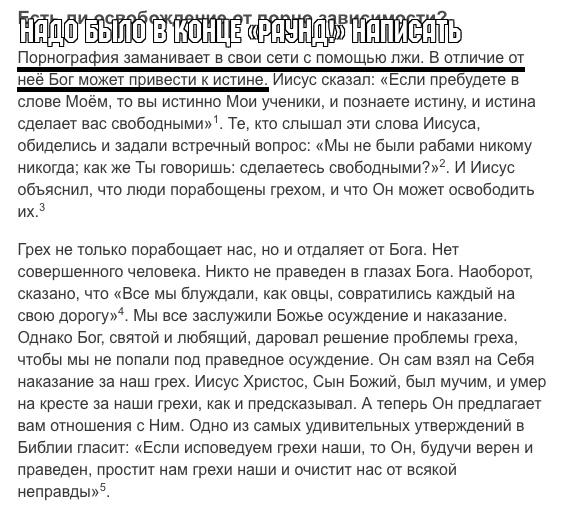 Есть ли освобождение от порно-зависимости?
НАДО БЫЛО В КОНЦЕ «РАУНД!» НАПИСАТЬ
Порнография заманивает в свои сети с помощью лжи. В отличие от
неё Бог может привести к истине. Иисус сказал: «Если пребудете в
слове Моём, то вы истинно Мои ученики, и познаете истину, и истина
сделает вас свободными»¹. Те, кто слышал эти слова Иисуса,
обиделись и задали встречный вопрос: «Мы не были рабами никому
никогда; как же Ты говоришь: сделаетесь свободными?»². И Иисус
объяснил, что люди порабощены грехом, и что Он может освободить
их.³
Грех не только порабощает нас, но и отдаляет от Бога. Нет
совершенного человека. Никто не праведен в глазах Бога. Наоборот,
сказано, что «Все мы блуждали, как овцы, совратились каждый на
свою дорогу»⁴. Мы все заслужили Божье осуждение и наказание.
Однако Бог, святой и любящий, даровал решение проблемы греха,
чтобы мы не попали под праведное осуждение. Он сам взял на Себя
наказание за наш грех. Иисус Христос, Сын Божий, был мучим, и умер
на кресте за наши грехи, как и предсказывал. А теперь Он предлагает
вам отношения с Ним. Одно из самых удивительных утверждений в
Библии гласит: «Если исповедуем грехи наши, то Он, будучи верен и
праведен, простит нам грехи наши и очистит нас от всякой
неправды»⁵.